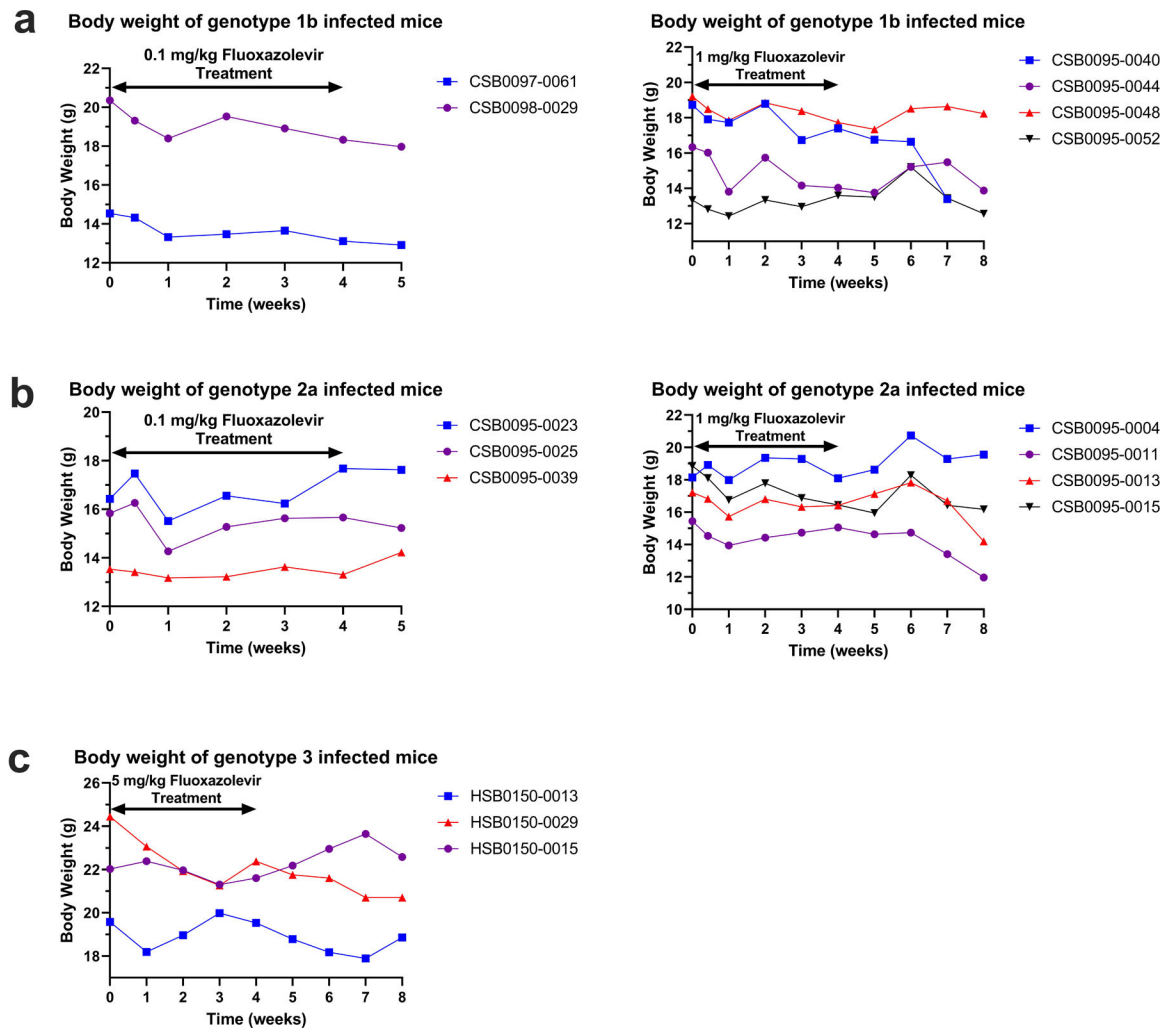 a
Body weight of genotype 1b infected mice
0.1 mg/kg Fluoxazolevir
Treatment
Body Weight (g)
22
20
18
16
14
12
0 1 2 3 4 5
Time (weeks)
CSB0097-0061
CSB0098-0029
Body weight of genotype 1b infected mice
1 mg/kg Fluoxazolevir
Treatment
Body Weight (g)
22
20
18
16
14
12
0 1 2 3 4 5 6 7 8
Time (weeks)
CSB0095-0040
CSB0095-0044
CSB0095-0048
CSB0095-0052
b
Body weight of genotype 2a infected mice
0.1 mg/kg Fluoxazolevir
Treatment
Body Weight (g)
20
18
16
14
12
0 1 2 3 4 5
Time (weeks)
CSB0095-0023
CSB0095-0025
CSB0095-0039
Body weight of genotype 2a infected mice
1 mg/kg Fluoxazolevir
Treatment
Body Weight (g)
22
20
18
16
14
12
10
0 1 2 3 4 5 6 7 8
Time (weeks)
CSB0095-0004
CSB0095-0011
CSB0095-0013
CSB0095-0015
c
Body weight of genotype 3 infected mice
5 mg/kg Fluoxazolevir
Treatment
Body Weight (g)
26
24
22
20
18
0 1 2 3 4 5 6 7 8
Time (weeks)
HSB0150-0013
HSB0150-0029
HSB0150-0015